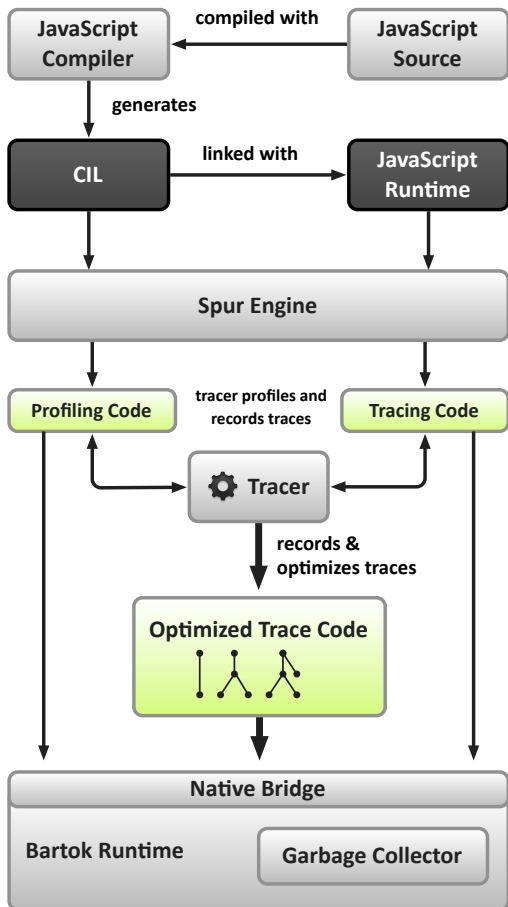 JavaScript
Compiler
compiled with
JavaScript
Source
generates
CIL
linked with
JavaScript
Runtime
Spur Engine
Profiling Code
tracer profiles and
records traces
Tracing Code
Tracer
records &
optimizes traces
Optimized Trace Code
Native Bridge
Bartok Runtime
Garbage Collector